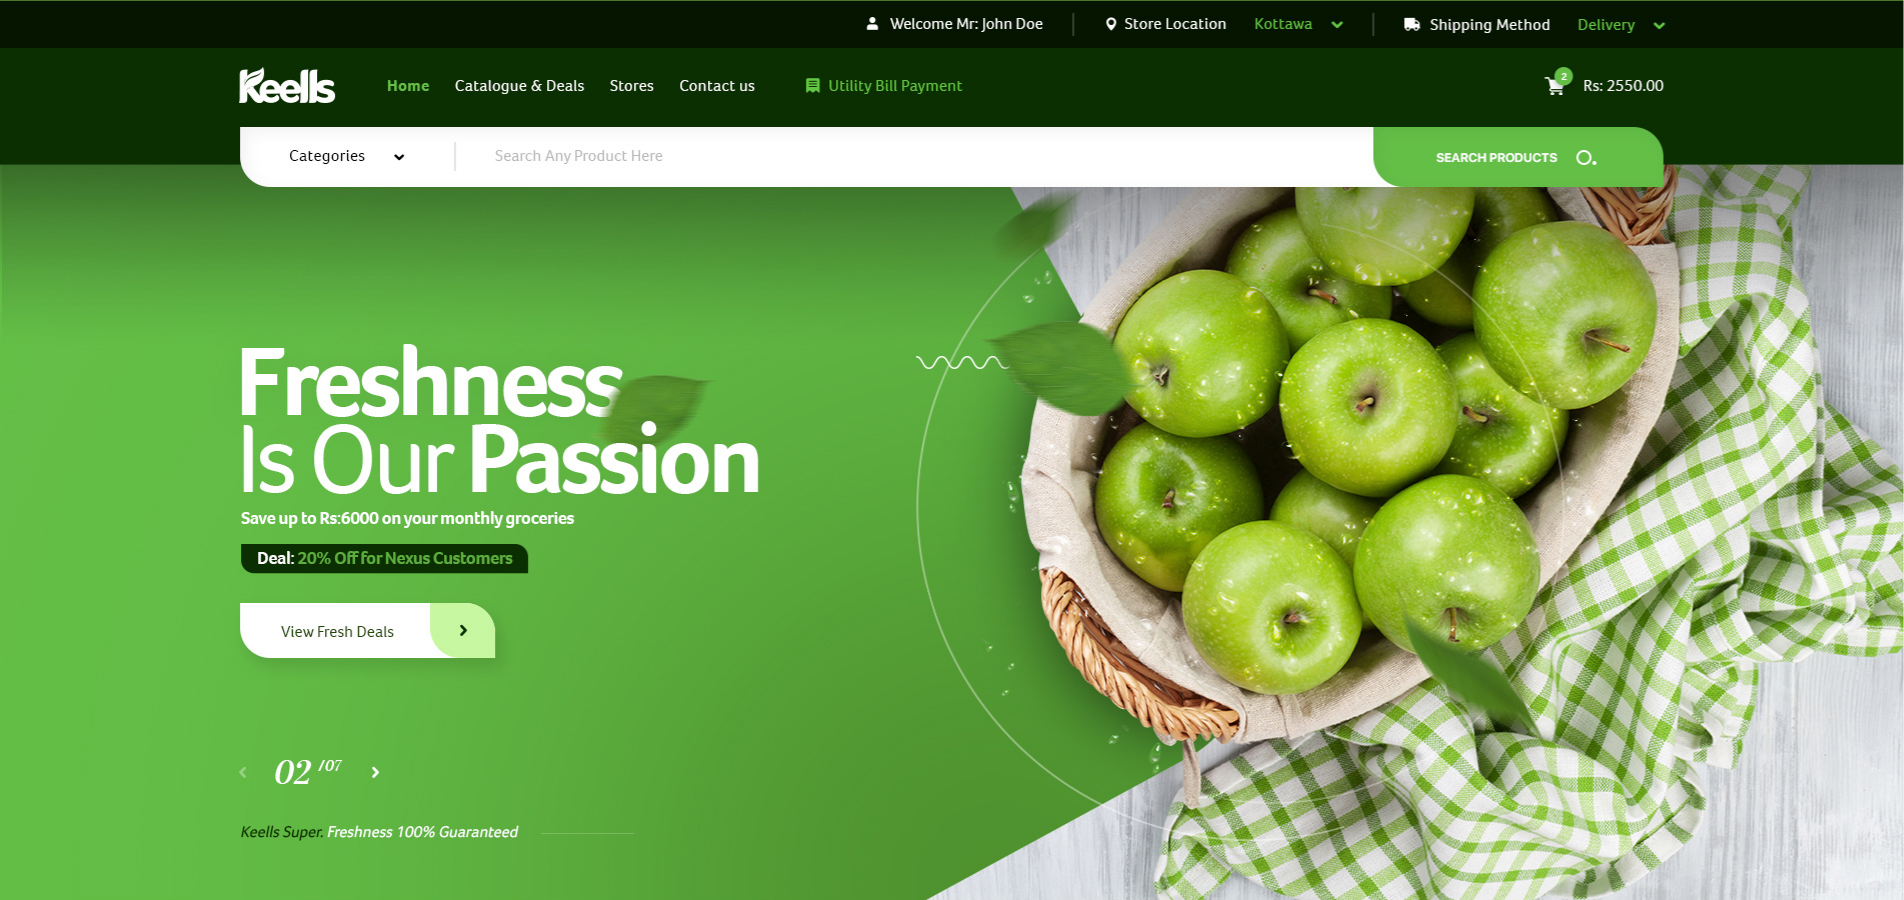 Welcome Mr: John Doe
Store Location Kottawa
Shipping Method Delivery
Keells
Home Catalogue & Deals Stores Contact us Utility Bill Payment
2
Rs: 2550.00
Categories
Search Any Product Here
SEARCH PRODUCTS
Freshness
Is Our Passion
Save up to Rs:6000 on your monthly groceries
Deal: 20% Off for Nexus Customers
View Fresh Deals
02 /07
Keells Super. Freshness 100% Guaranteed